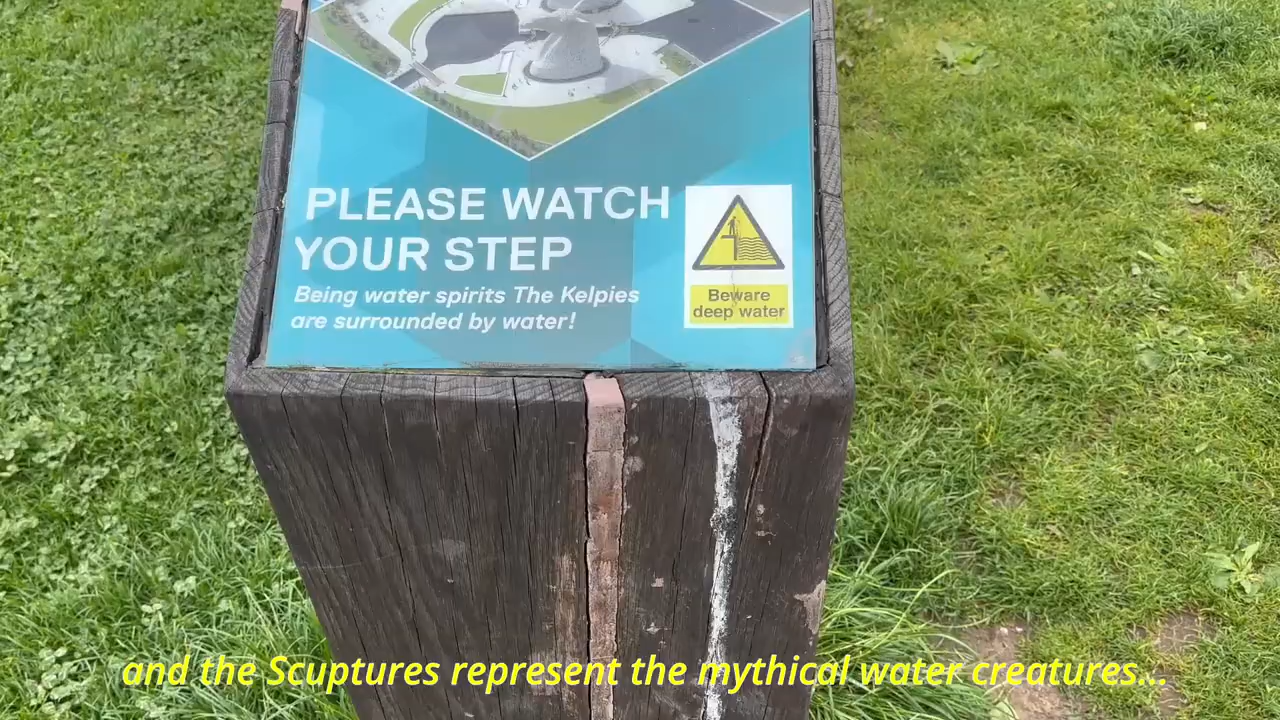 PLEASE WATCH
YOUR STEP
Being water spirits The Kelpies
are surrounded by water!
Beware
deep water
and the Scuptures represent the mythical water creatures...